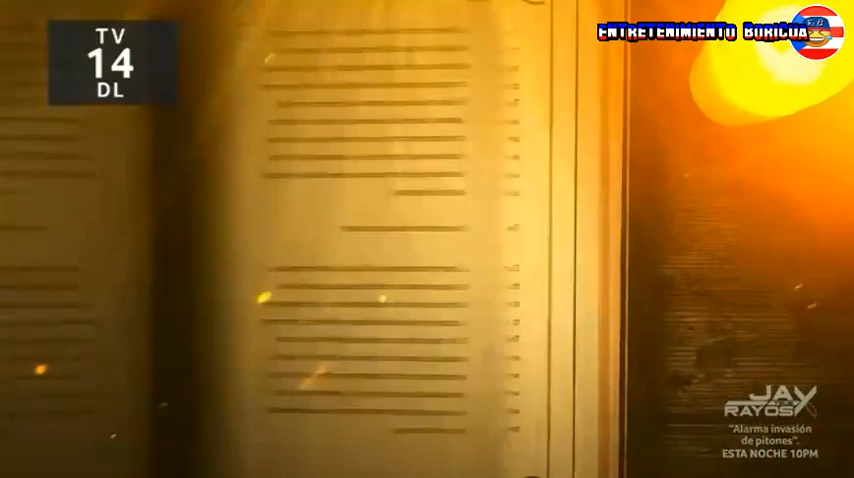 TV
14
DL
ENTRETENIMIENTO BORICUA
JAY
RAYOS X
"Alarma invasión
de pitones".
ESTA NOCHE 10PM